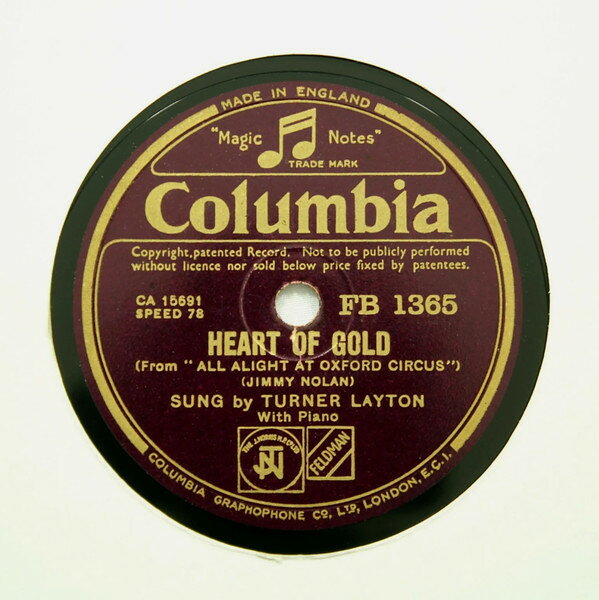 MADE IN ENGLAND
"Magic Notes"
TRADE MARK
Columbia
Copyright, patented Record. Not to be publicly performed
without licence nor sold below price fixed by patentees.
CA 15691
SPEED 78
FB 1365
HEART OF GOLD
(From "ALL ALIGHT AT OXFORD CIRCUS")
(JIMMY NOLAN)
SUNG by TURNER LAYTON
With Piano
FELDMAN
COLUMBIA GRAPHOPHONE CO, LTD, LONDON, E.C.1.